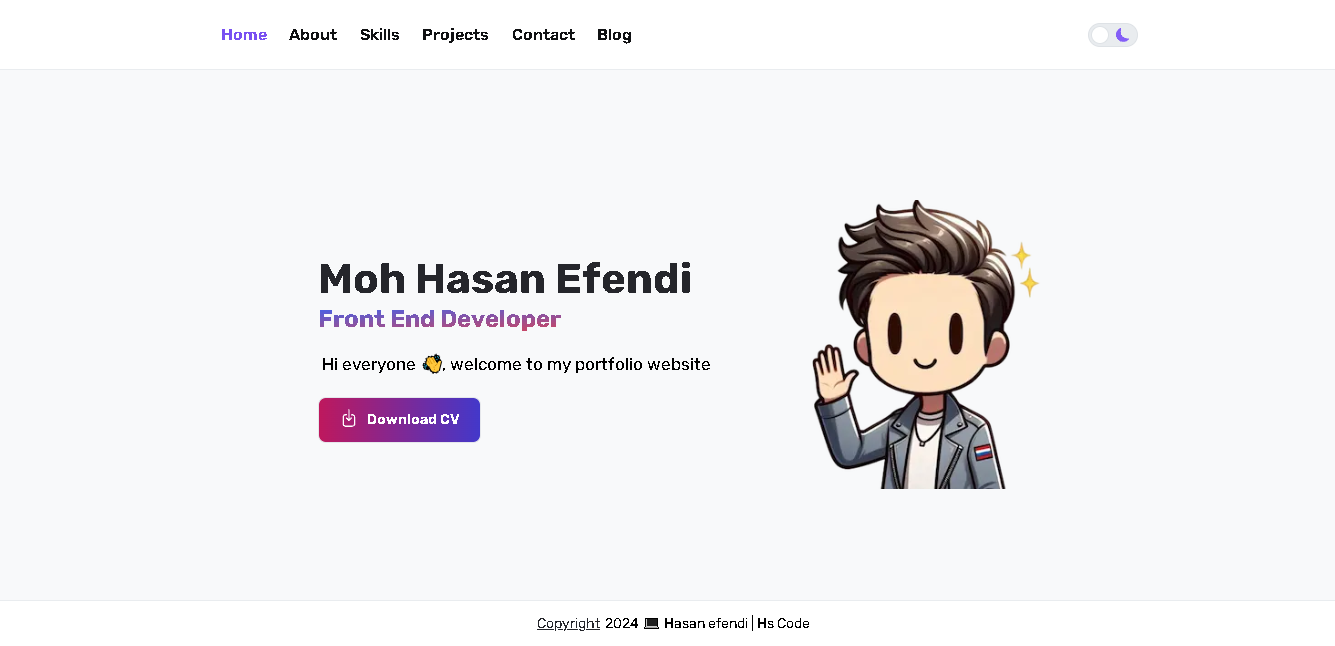 Home About Skills Projects Contact Blog
Moh Hasan Efendi
Front End Developer
Hi everyone 👋, welcome to my portfolio website
Download CV
Copyright 2024 💻 Hasan efendi | Hs Code